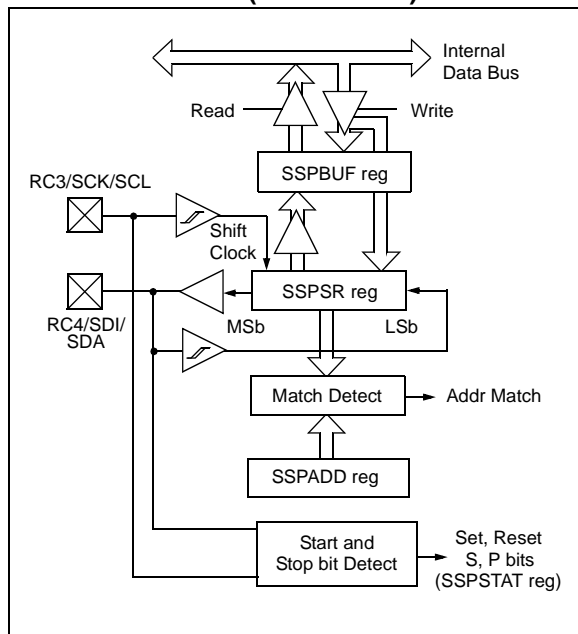 Internal
Data Bus
Read
Write
SSPBUF reg
RC3/SCK/SCL
Shift
Clock
SSPSR reg
MSb
LSb
RC4/SDI/
SDA
Match Detect
Addr Match
SSPADD reg
Start and
Stop bit Detect
Set, Reset
S, P bits
(SSPSTAT reg)